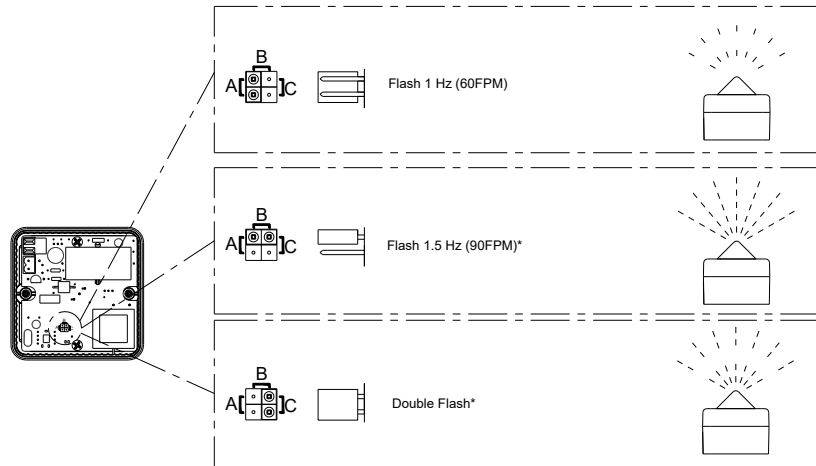 B
A C Flash 1 Hz (60FPM)
B
A C Flash 1.5 Hz (90FPM)*
B
A C Double Flash*